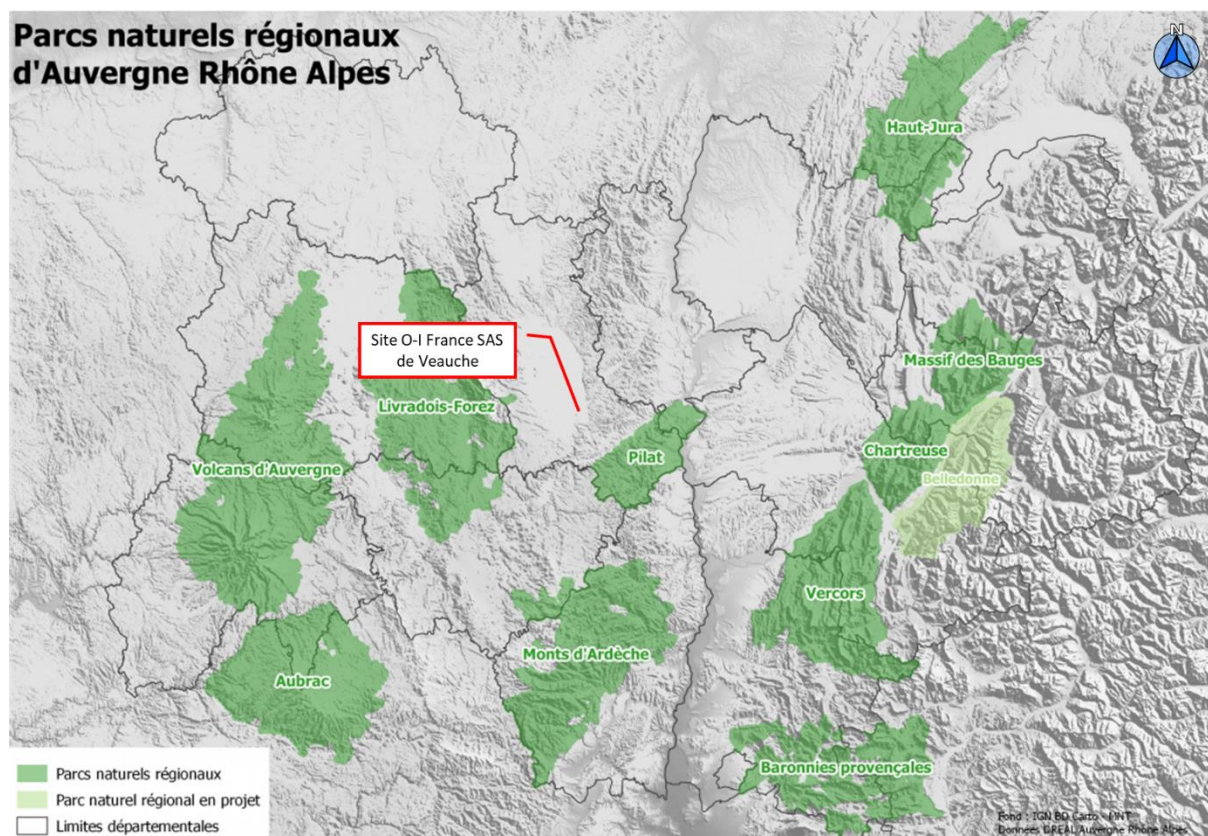 Parcs naturels régionaux
d'Auvergne Rhône Alpes
N
Haut-Jura
Site O-I France SAS
de Veauche
Massif des Bauges
Livradois-Forez
Chartreuse
Pilat
Volcans d'Auvergne
Belledonne
Vercors
Monts d'Ardèche
Aubrac
Baronnies provençales
Parcs naturels régionaux
Parc naturel régional en projet
Limites départementales
Fond : IGN BD Carto - MNT
Données DREAL Auvergne Rhône Alpes